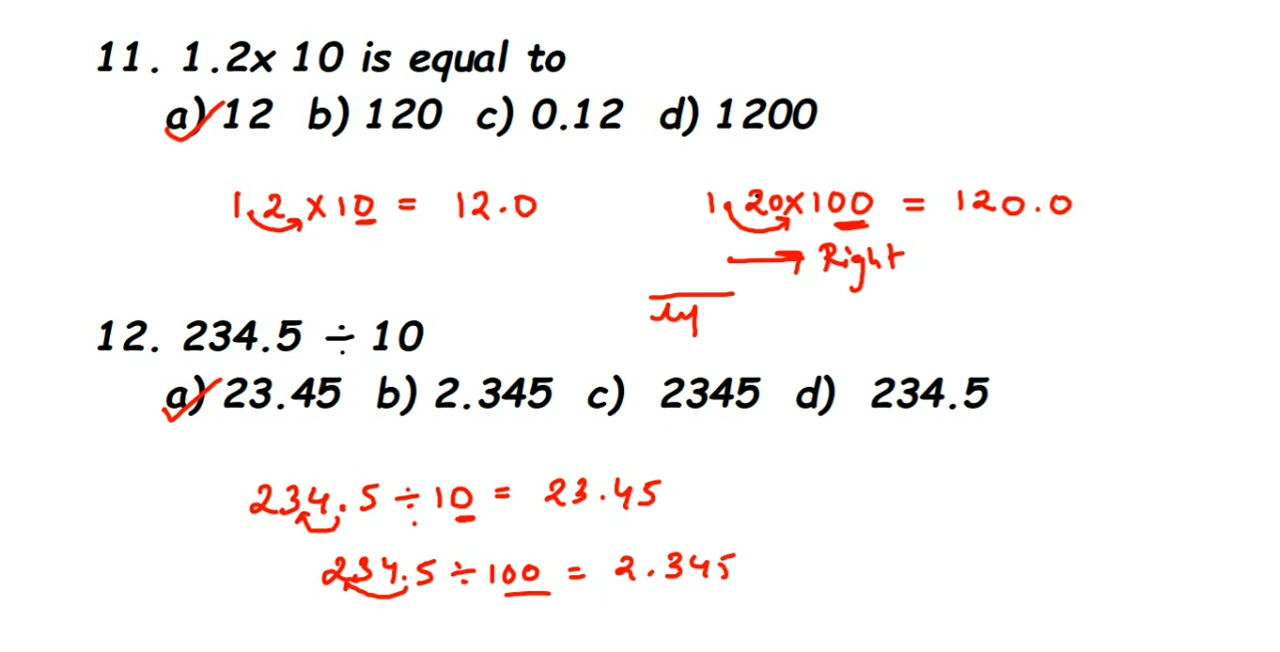 11. 1.2x 10 is equal to
a) 12 b) 120 c) 0.12 d) 1200
1.2 × 10 = 12.0
1.20 × 100 = 120.0
→ Right
12. 234.5 ÷ 10
a) 23.45 b) 2.345 c) 2345 d) 234.5
234.5 ÷ 10 = 23.45
234.5 ÷ 100 = 2.345